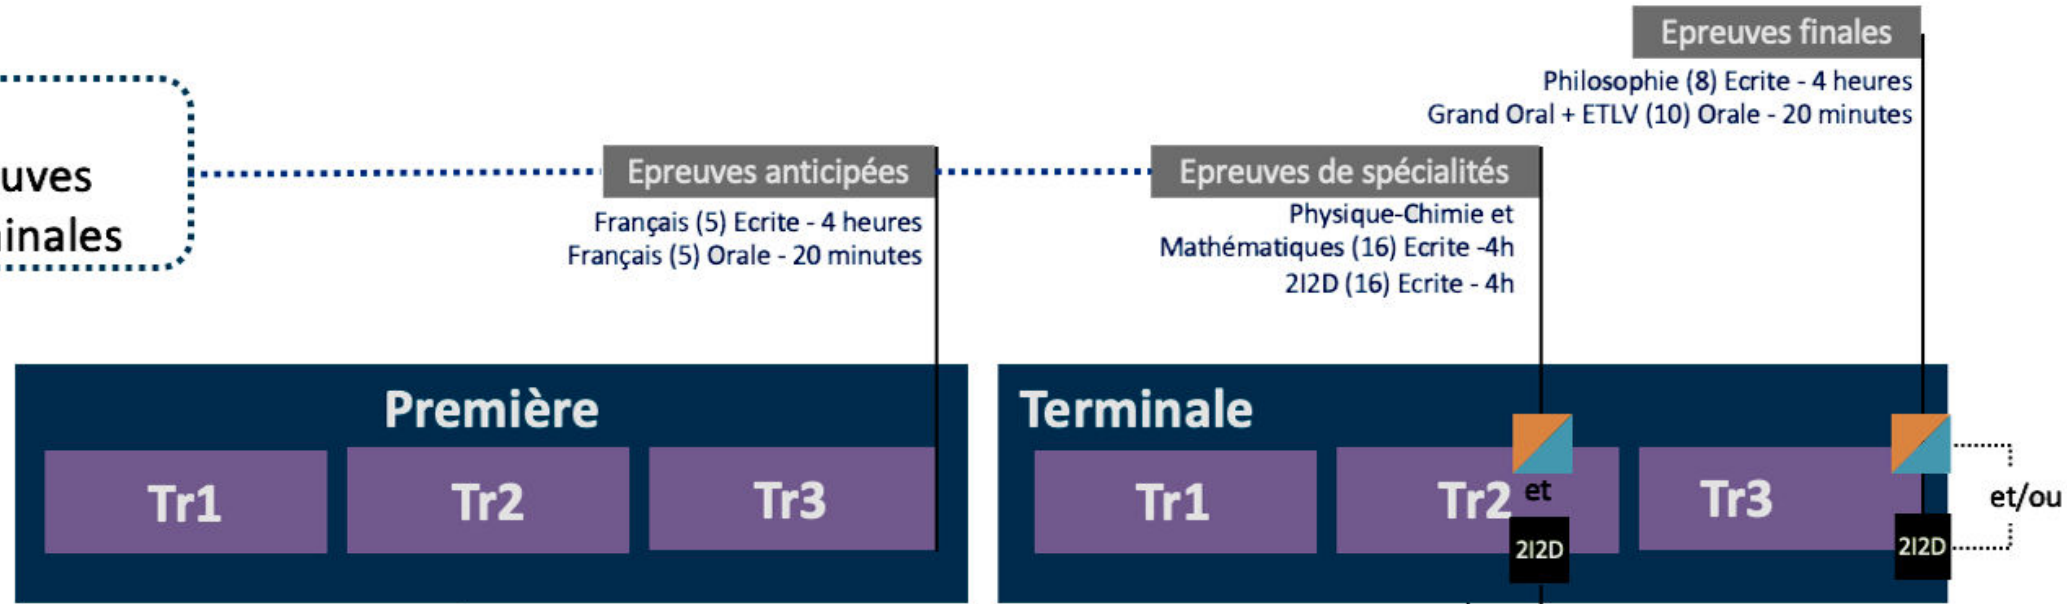 Epreuves finales
Philosophie (8) Ecrite - 4 heures
Grand Oral + ETLV (10) Orale - 20 minutes
Epreuves anticipées
Français (5) Ecrite - 4 heures
Français (5) Orale - 20 minutes
Epreuves de spécialités
Physique-Chimie et
Mathématiques (16) Ecrite -4h
2I2D (16) Ecrite - 4h
Première
Tr1
Tr2
Tr3
Terminale
Tr1
Tr2
et
2I2D
Tr3
2I2D
et/ou